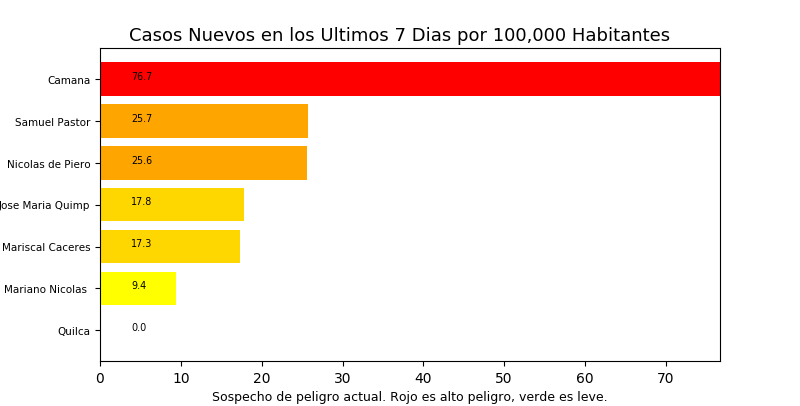 Casos Nuevos en los Ultimos 7 Dias por 100,000 Habitantes
Camana 76.7
Samuel Pastor 25.7
Nicolas de Piero 25.6
Jose Maria Quimp 17.8
Mariscal Caceres 17.3
Mariano Nicolas 9.4
Quilca 0.0
0 10 20 30 40 50 60 70
Sospecho de peligro actual. Rojo es alto peligro, verde es leve.